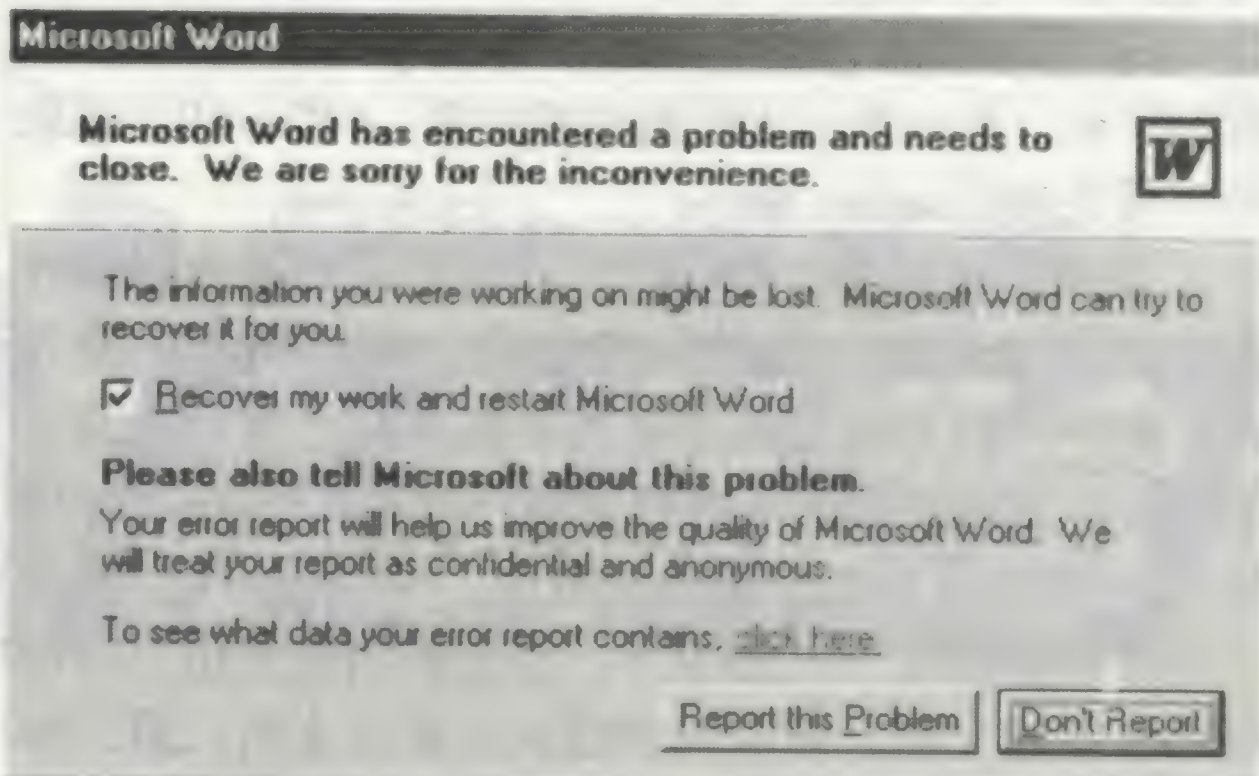 Microsoft Word
Microsoft Word has encountered a problem and needs to
close. We are sorry for the inconvenience.
W
The information you were working on might be lost. Microsoft Word can try to
recover it for you.
Recover my work and restart Microsoft Word
Please also tell Microsoft about this problem.
Your error report will help us improve the quality of Microsoft Word. We
will treat your report as confidential and anonymous.
To see what data your error report contains, click here.
Report this Problem
Don't Report